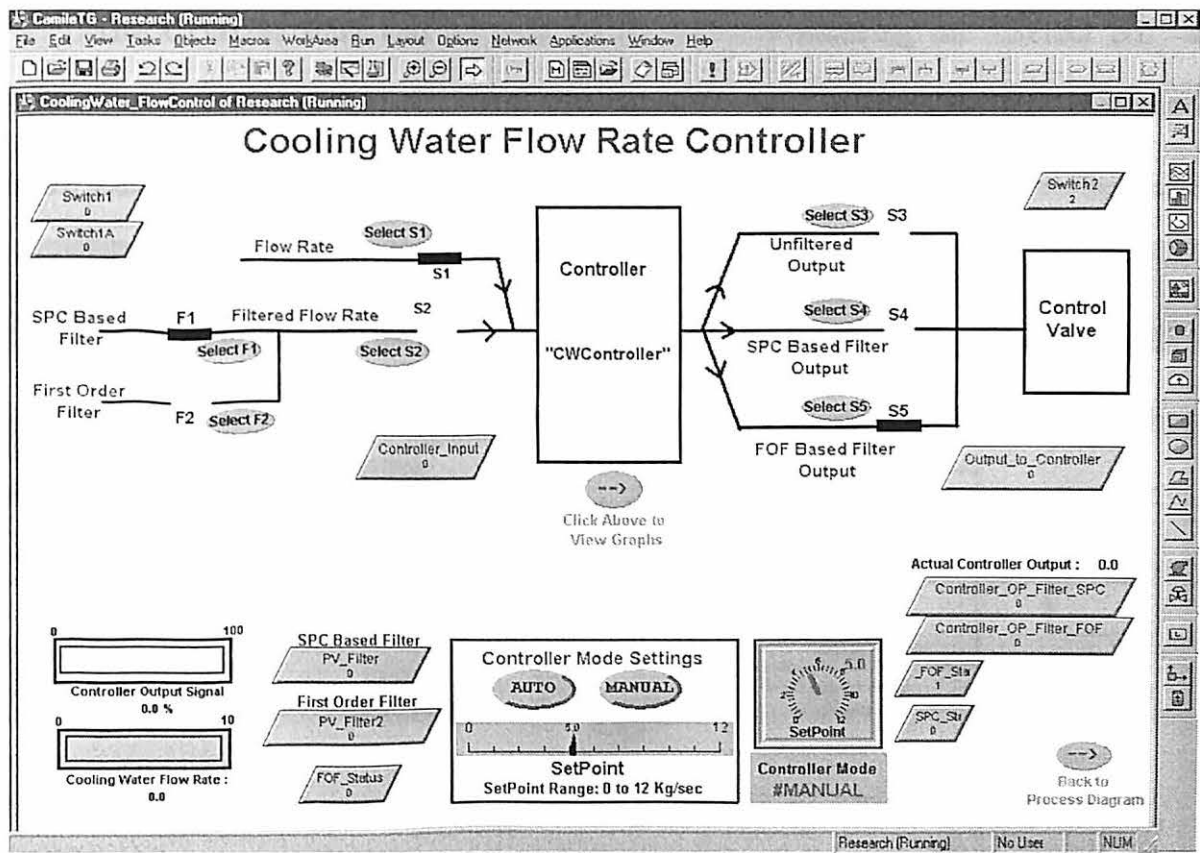 CamileTG - Research (Running)
File Edit View Tasks Objects Macros WorkArea Run Layout Options Network Applications Window Help
CoolingWater_FlowControl of Research (Running)
Cooling Water Flow Rate Controller
Switch1
0
Switch1A
0
Flow Rate
Select S1
S1
SPC Based
Filter
F1
Select F1
Filtered Flow Rate
S2
Select S2
First Order
Filter
F2
Select F2
Controller_Input
0
Controller
"CWController"
-->
Click Above to
View Graphs
Select S3
S3
Unfiltered
Output
Select S4
S4
SPC Based Filter
Output
Select S5
S5
FOF Based Filter
Output
Switch2
2
Control
Valve
Output_to_Controller
0
Actual Controller Output : 0.0
Controller_OP_Filter_SPC
0
Controller_OP_Filter_FOF
0
_FOF_Sta
1
SPC_Str
0
0 100
Controller Output Signal
0.0 %
0 10
Cooling Water Flow Rate :
0.0
SPC Based Filter
PV_Filter
0
First Order Filter
PV_Filter2
0
FOF_Status
0
Controller Mode Settings
AUTO
MANUAL
0 5.0 12
SetPoint
SetPoint Range: 0 to 12 Kg/sec
5.0
6
2
10
12
SetPoint
Controller Mode
#MANUAL
-->
Back to
Process Diagram
Research (Running) No User NUM